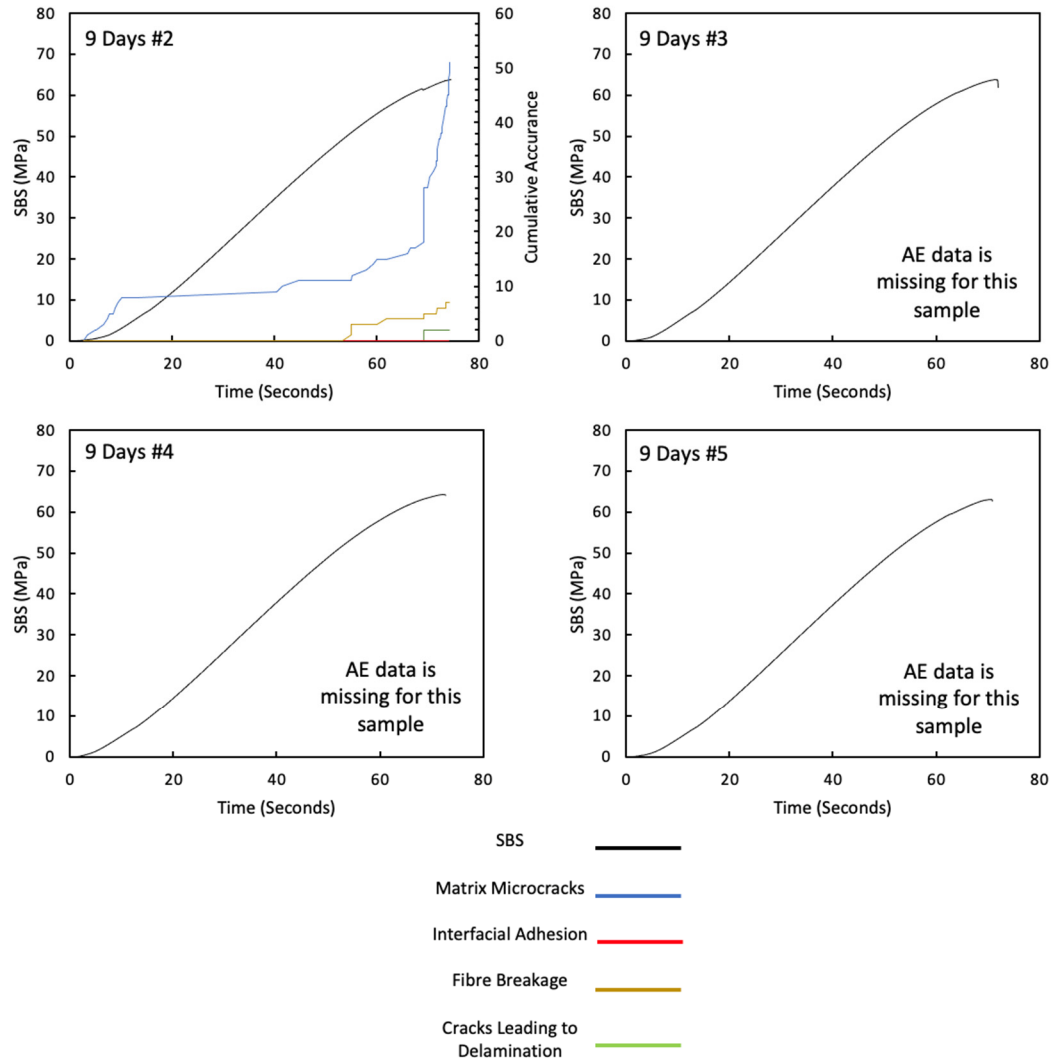 9 Days #2
80
70
60
50
40
30
20
10
0
SBS (MPa)
60
50
40
30
20
10
0
Cumulative Accurance
0
20
40
60
80
Time (Seconds)
9 Days #3
80
70
60
50
40
30
20
10
0
SBS (MPa)
AE data is
missing for this
sample
0
20
40
60
80
Time (Seconds)
9 Days #4
80
70
60
50
40
30
20
10
0
SBS (MPa)
AE data is
missing for this
sample
0
20
40
60
80
Time (Seconds)
9 Days #5
80
70
60
50
40
30
20
10
0
SBS (MPa)
AE data is
missing for this
sample
0
20
40
60
80
Time (Seconds)
SBS
Matrix Microcracks
Interfacial Adhesion
Fibre Breakage
Cracks Leading to
Delamination